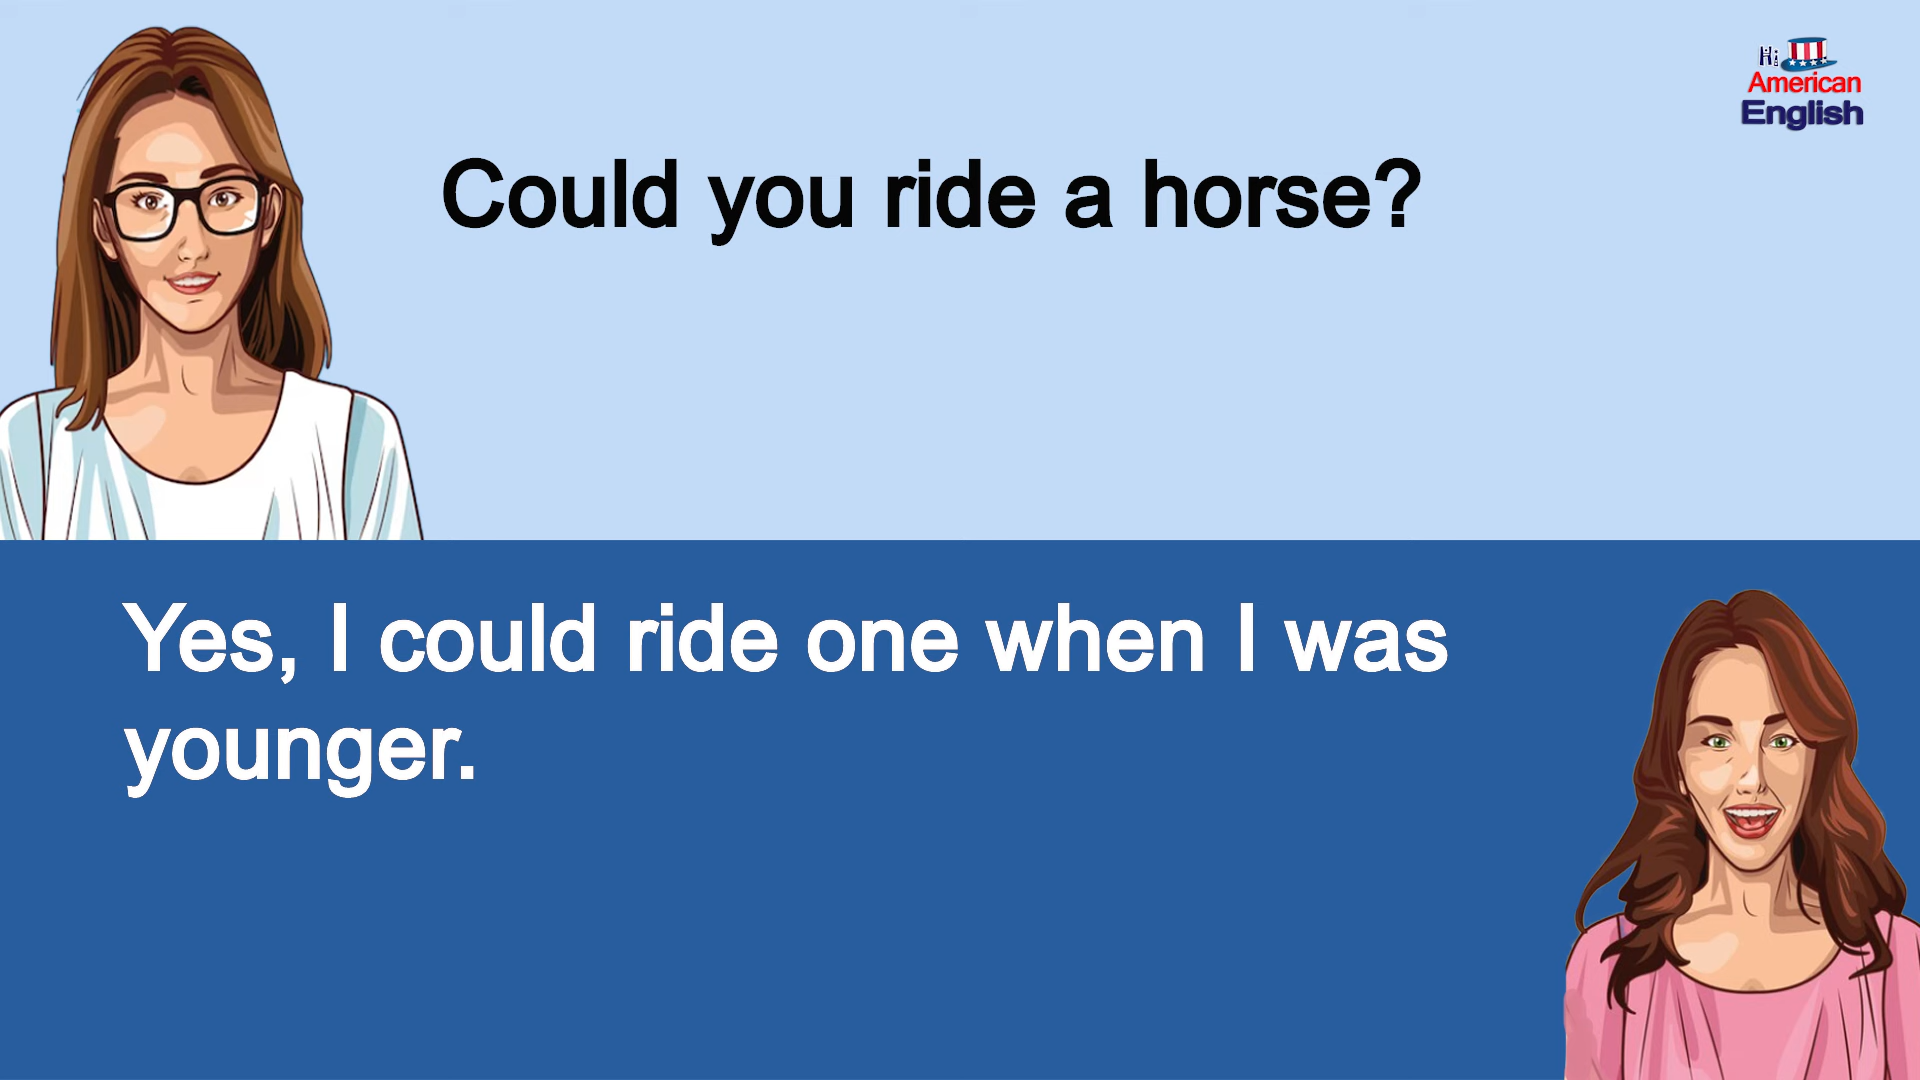 Hi
American
English
Could you ride a horse?
Yes, I could ride one when I was
younger.